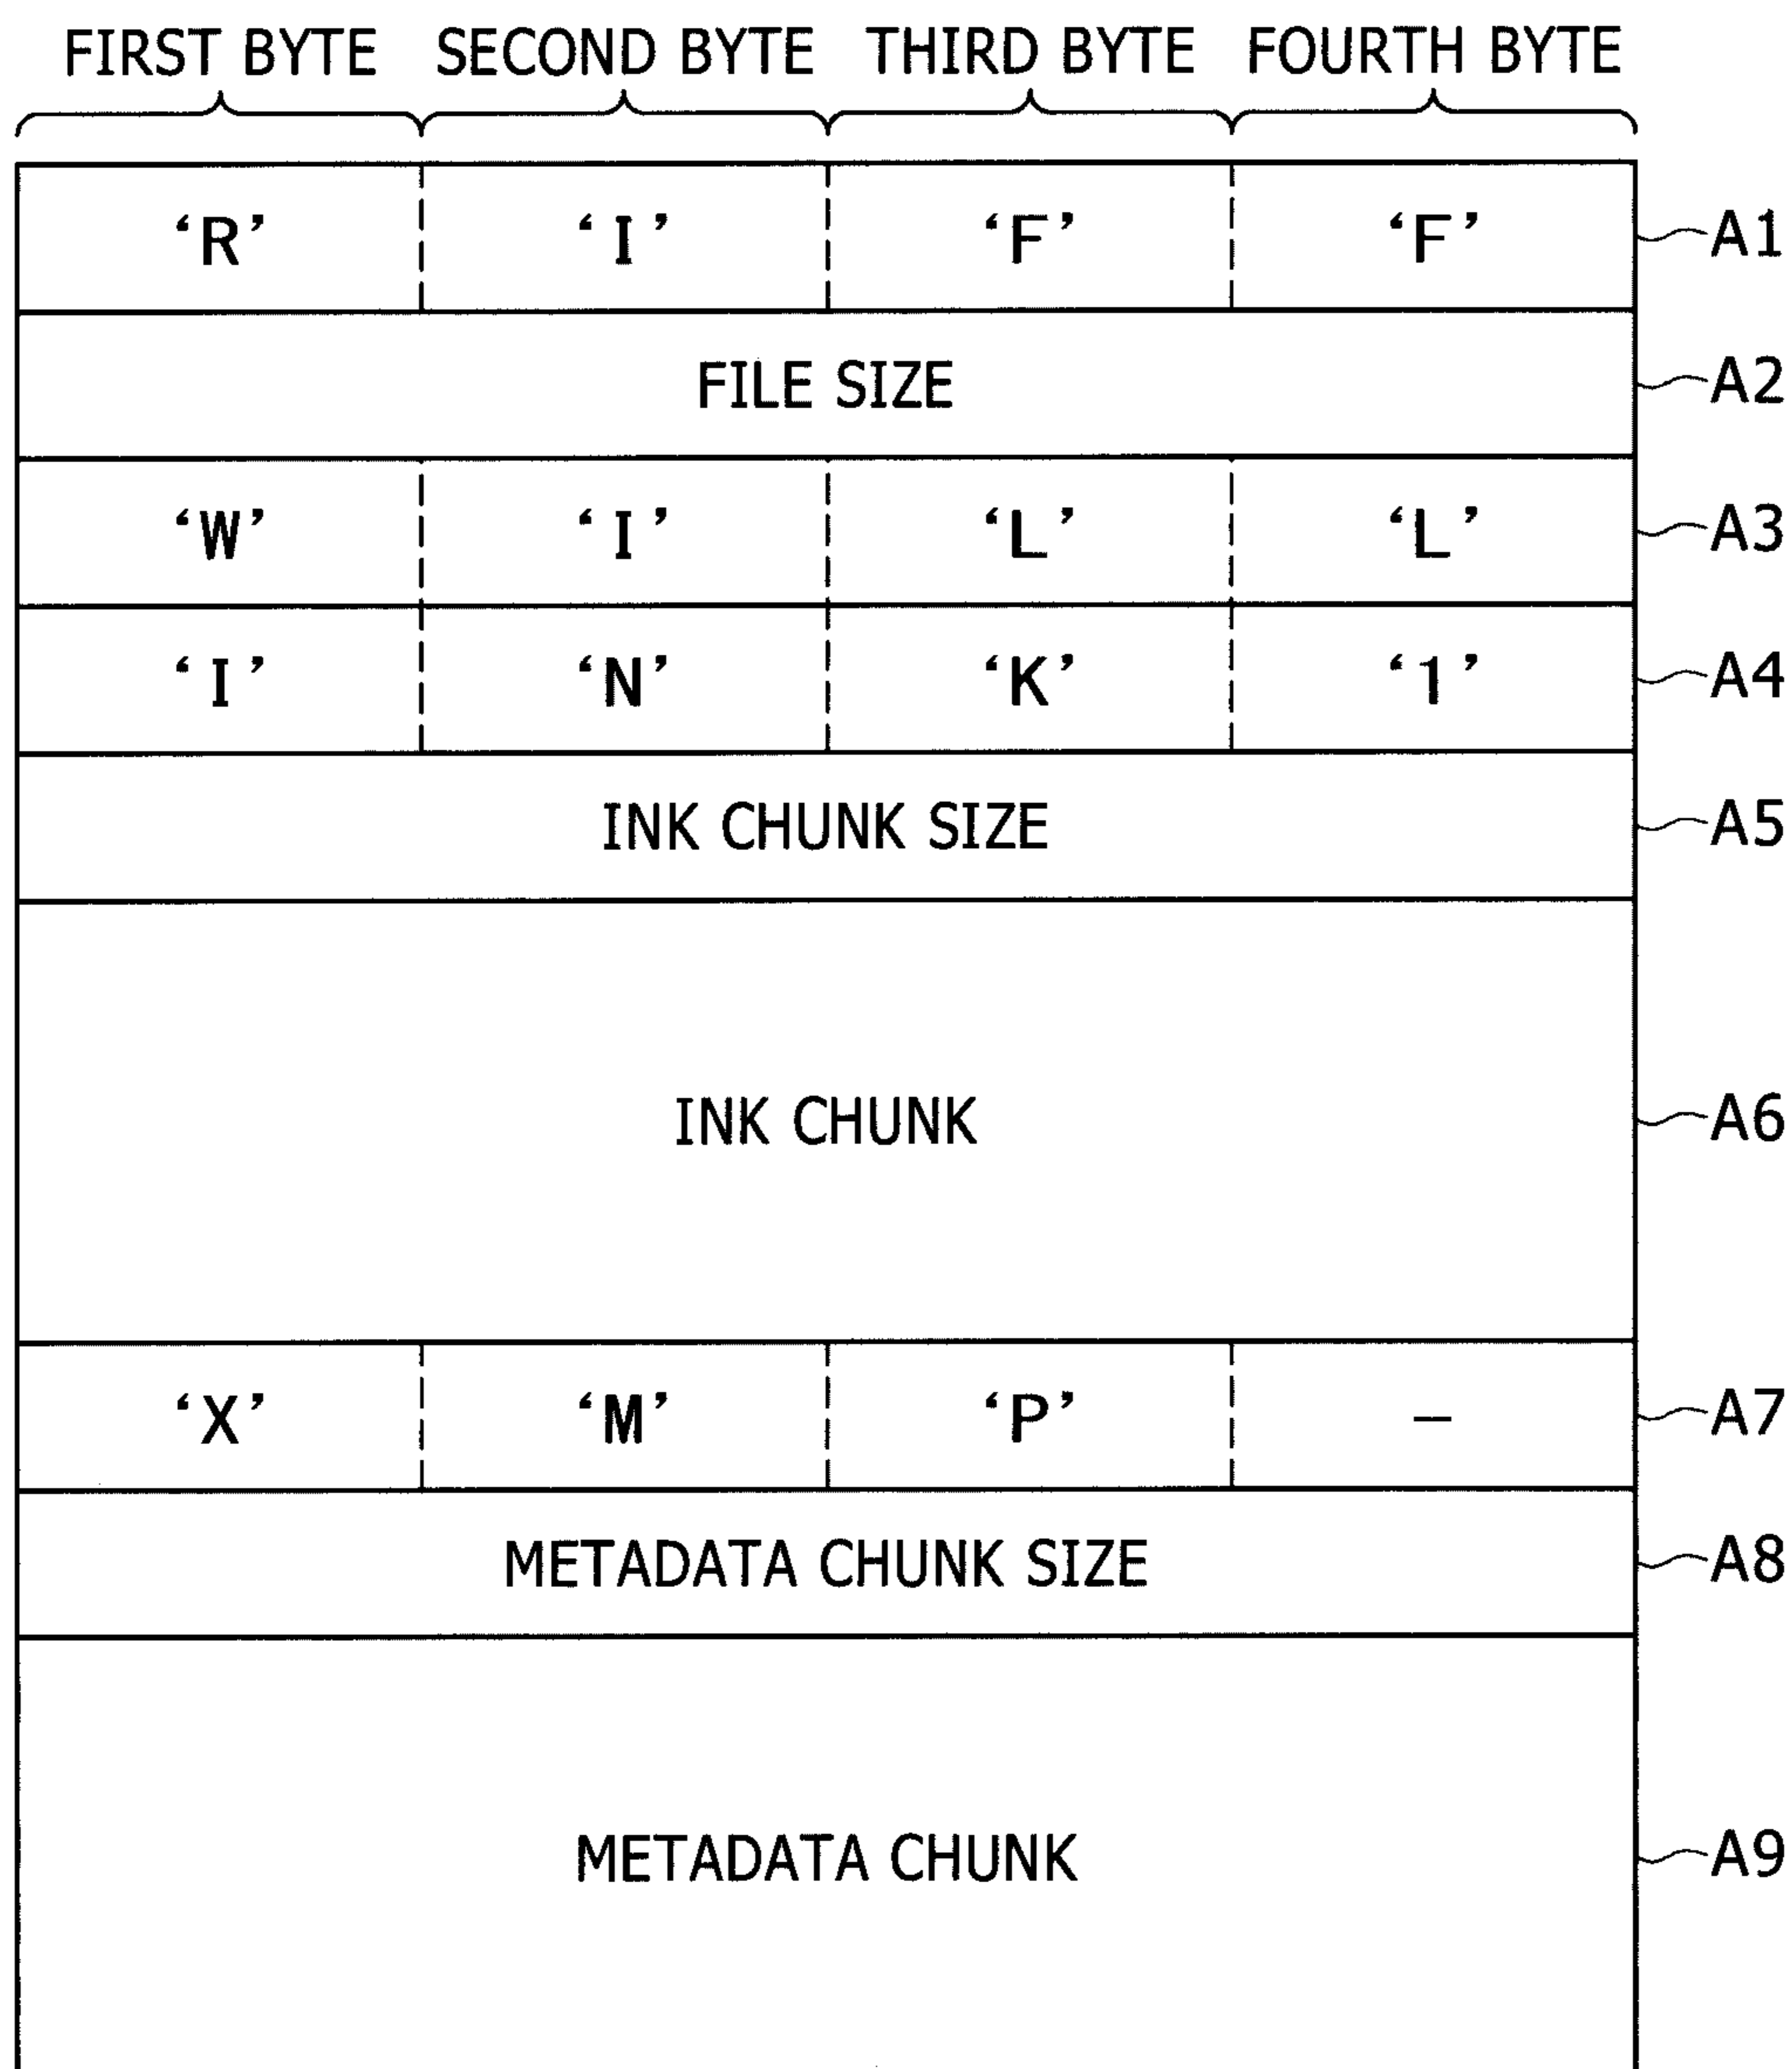 FIRST BYTE SECOND BYTE THIRD BYTE FOURTH BYTE
‘R’ ‘I’ ‘F’ ‘F’ A1
FILE SIZE A2
‘W’ ‘I’ ‘L’ ‘L’ A3
‘I’ ‘N’ ‘K’ ‘1’ A4
INK CHUNK SIZE A5
INK CHUNK A6
‘X’ ‘M’ ‘P’ – A7
METADATA CHUNK SIZE A8
METADATA CHUNK A9